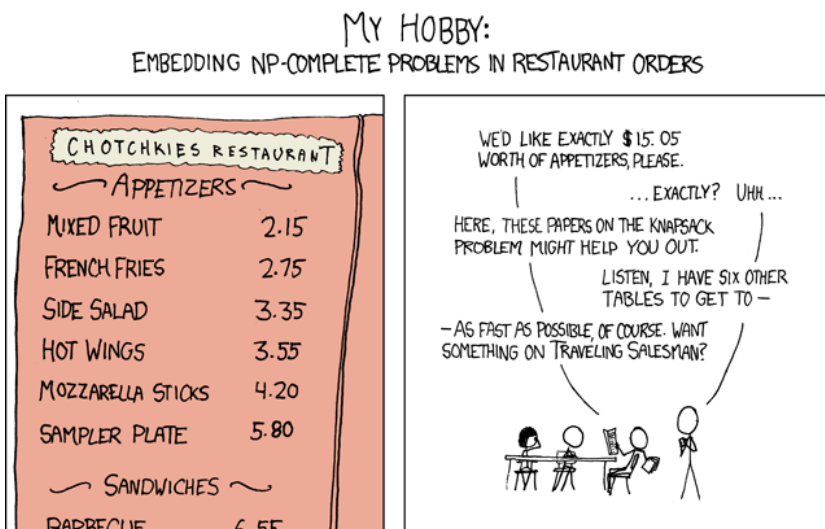 MY HOBBY:
EMBEDDING NP-COMPLETE PROBLEMS IN RESTAURANT ORDERS
CHOTCHKIES RESTAURANT
APPETIZERS
MIXED FRUIT 2.15
FRENCH FRIES 2.75
SIDE SALAD 3.35
HOT WINGS 3.55
MOZZARELLA STICKS 4.20
SAMPLER PLATE 5.80
SANDWICHES
BARBECUE 6.55
WE'D LIKE EXACTLY $15.05
WORTH OF APPETIZERS, PLEASE.
...EXACTLY? UHH...
HERE, THESE PAPERS ON THE KNAPSACK
PROBLEM MIGHT HELP YOU OUT.
LISTEN, I HAVE SIX OTHER
TABLES TO GET TO —
— AS FAST AS POSSIBLE, OF COURSE. WANT
SOMETHING ON TRAVELING SALESMAN?